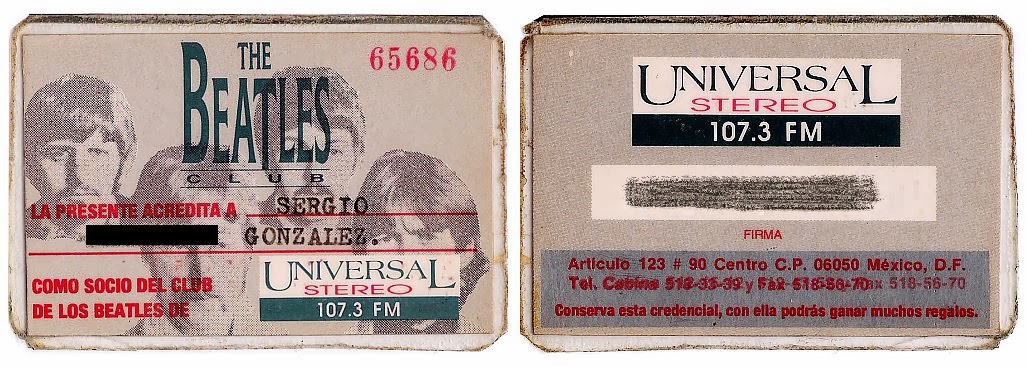 THE
BEATLES
CLUB
65686
LA PRESENTE ACREDITA A SERGIO
GONZALEZ.
COMO SOCIO DEL CLUB
DE LOS BEATLES DE
UNIVERSAL
STEREO
107.3 FM
UNIVERSAL
STEREO
107.3 FM
FIRMA
Articulo 123 # 90 Centro C.P. 06050 México, D.F.
Tel. Cabina 518-33-39 y Fax 518-56-70
Conserva esta credencial, con ella podrás ganar muchos regalos.